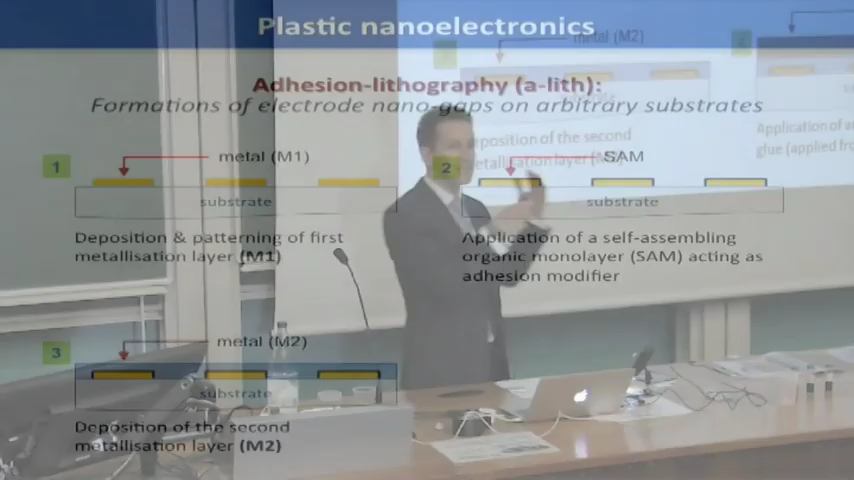 Plastic nanoelectronics
Adhesion-lithography (a-lith):
Formations of electrode nano-gaps on arbitrary substrates
1
metal (M1)
substrate
Deposition & patterning of first
metallisation layer (M1)
2
SAM
substrate
Application of a self-assembling
organic monolayer (SAM) acting as
adhesion modifier
3
metal (M2)
substrate
Deposition of the second
metallisation layer (M2)
metal (M2)
position of the second
metallisation layer
Application of a
glue (applied fro